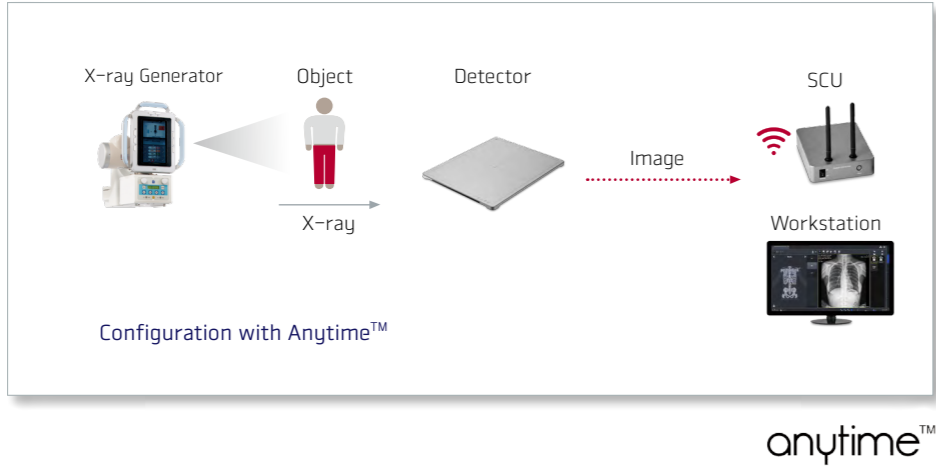 X-ray Generator
Object
Detector
SCU
Image
X-ray
Workstation
Configuration with Anytime™
anytime™